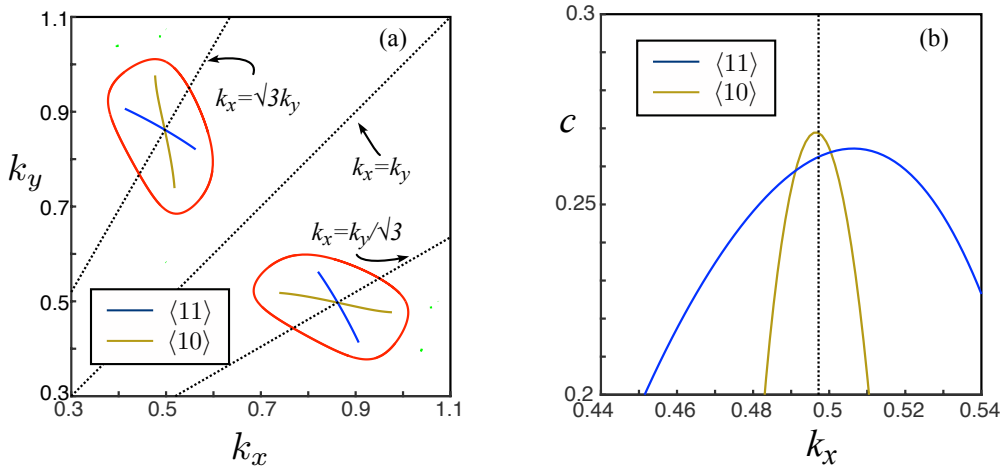 (a)
1.1
0.9
0.7
0.5
0.3
k_y
k_x=√3k_y
k_x=k_y
k_x=k_y/√3
⟨11⟩
⟨10⟩
0.3
0.5
0.7
0.9
1.1
k_x
(b)
0.3
0.25
0.2
c
⟨11⟩
⟨10⟩
0.44
0.46
0.48
0.5
0.52
0.54
k_x